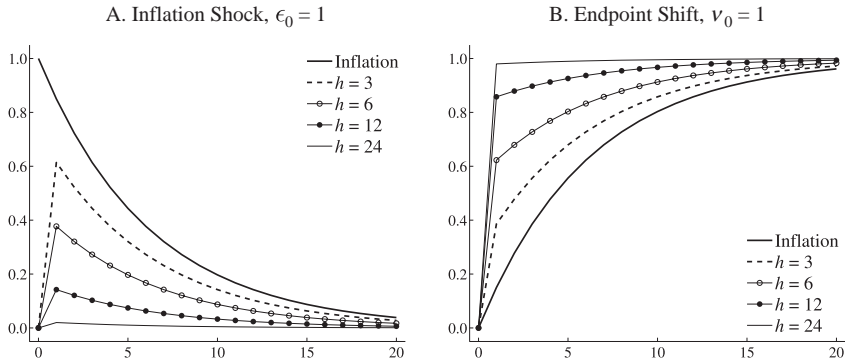 A. Inflation Shock, ϵ₀ = 1
1.0
0.8
0.6
0.4
0.2
0.0
0 5 10 15 20
Inflation
h = 3
h = 6
h = 12
h = 24
B. Endpoint Shift, ν₀ = 1
1.0
0.8
0.6
0.4
0.2
0.0
0 5 10 15 20
Inflation
h = 3
h = 6
h = 12
h = 24